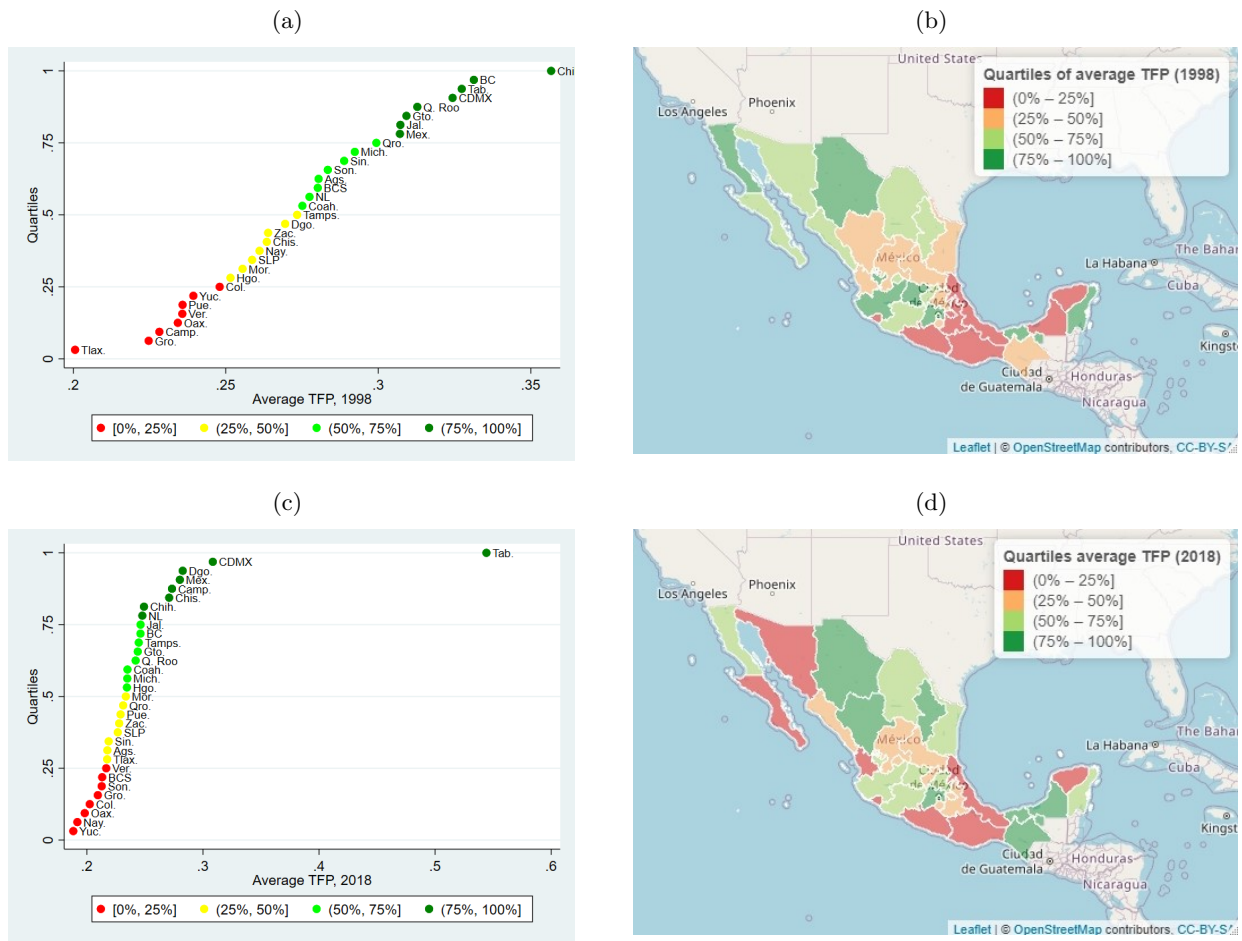 (a)
1
.75
.5
.25
0
Quartiles
Chi
BC
Tab.
CDMX
Q. Roo
Gto.
Jal.
Mex.
Qro.
Mich.
Sin.
Son.
Ags.
BCS
NL
Coah.
Tamps.
Dgo.
Zac.
Chis.
Nay.
SLP
Mor.
Hgo.
Col.
Yuc.
Pue.
Ver.
Oax.
Camp.
Gro.
Tlax.
.2 .25 .3 .35
Average TFP, 1998
[0%, 25%] (25%, 50%] (50%, 75%] (75%, 100%]
(b)
United States
Quartiles of average TFP (1998)
(0% – 25%]
(25% – 50%]
(50% – 75%]
(75% – 100%]
Los Angeles
Phoenix
The Bahar
La Habana
Cuba
México
Ciudad
de México
Kingst
Ciudad
de Guatemala
Honduras
Nicaragua
Leaflet | © OpenStreetMap contributors, CC-BY-SA
(c)
1
.75
.5
.25
0
Quartiles
Tab.
CDMX
Dgo.
Mex.
Camp.
Chis.
Chih.
NL
Jal.
BC
Tamps.
Gto.
Q. Roo
Coah.
Mich.
Hgo.
Mor.
Qro.
Pue.
Zac.
SLP
Sin.
Ags.
Tlax.
Ver.
BCS
Son.
Gro.
Col.
Oax.
Nay.
Yuc.
.2 .3 .4 .5 .6
Average TFP, 2018
[0%, 25%] (25%, 50%] (50%, 75%] (75%, 100%]
(d)
United States
Quartiles average TFP (2018)
(0% – 25%]
(25% – 50%]
(50% – 75%]
(75% – 100%]
Los Angeles
Phoenix
The Bahar
La Habana
Cuba
México
Ciudad
de México
Kingst
Ciudad
de Guatemala
Honduras
Nicaragua
Leaflet | © OpenStreetMap contributors, CC-BY-SA